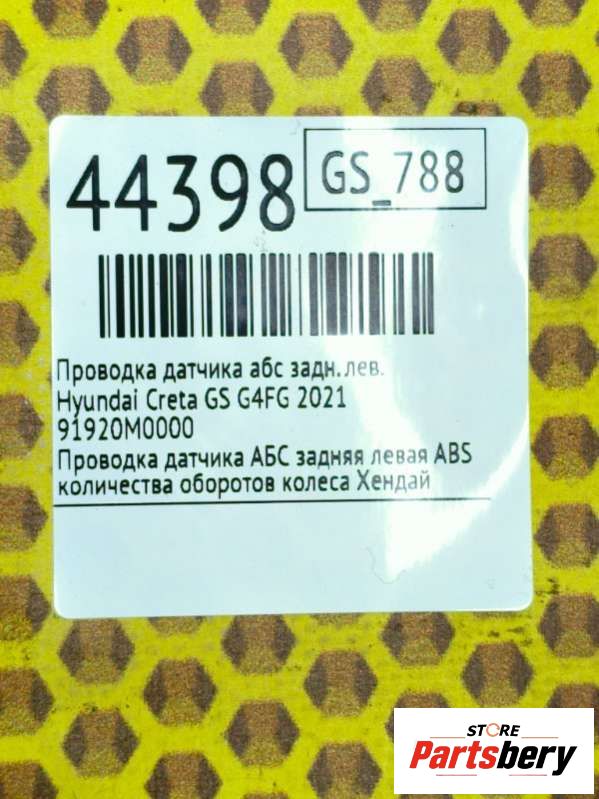 44398 GS_788
Проводка датчика абс задн.лев.
Hyundai Creta GS G4FG 2021
91920M0000
Проводка датчика АБС задняя левая ABS
количества оборотов колеса Хендай
STORE
Partsbery